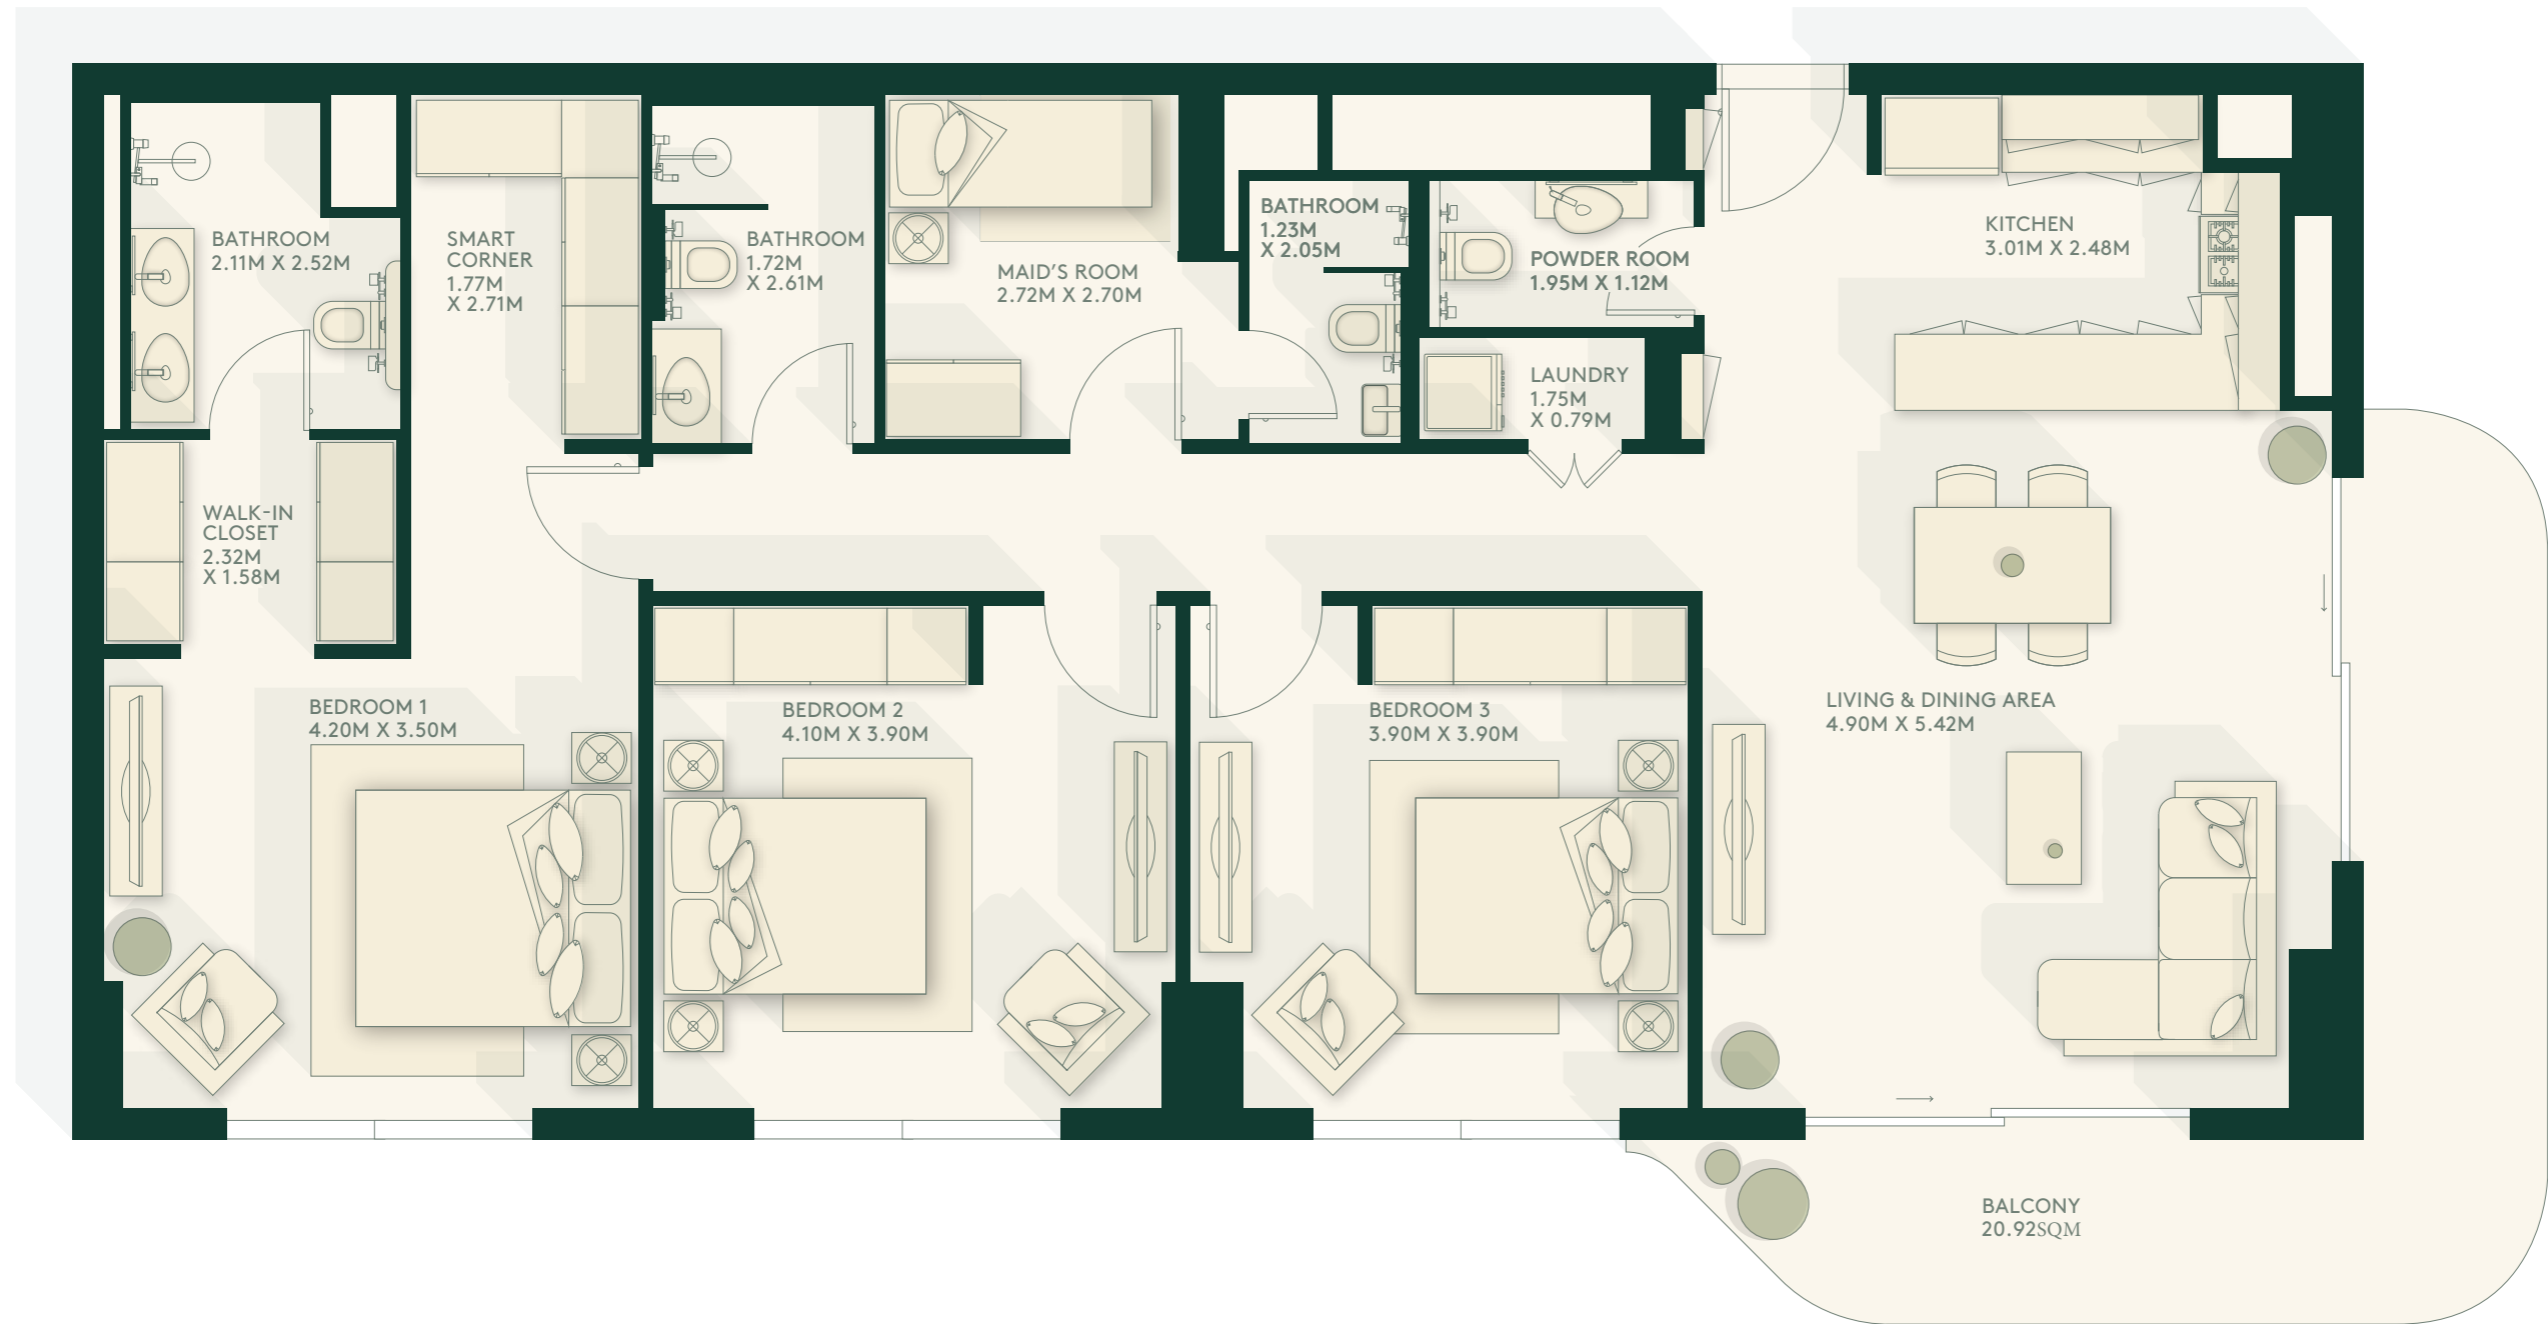 BATHROOM
2.11M X 2.52M
SMART
CORNER
1.77M
X 2.71M
BATHROOM
1.72M
X 2.61M
MAID'S ROOM
2.72M X 2.70M
BATHROOM
1.23M
X 2.05M
POWDER ROOM
1.95M X 1.12M
KITCHEN
3.01M X 2.48M
LAUNDRY
1.75M
X 0.79M
WALK-IN
CLOSET
2.32M
X 1.58M
BEDROOM 1
4.20M X 3.50M
BEDROOM 2
4.10M X 3.90M
BEDROOM 3
3.90M X 3.90M
LIVING & DINING AREA
4.90M X 5.42M
BALCONY
20.92SQM